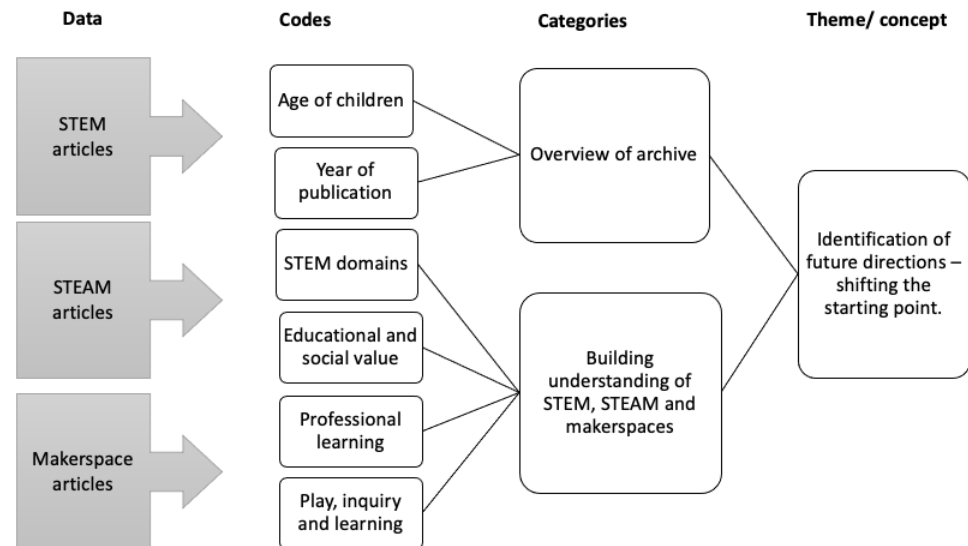 Data
Codes
Categories
Theme/ concept
STEM
articles
STEAM
articles
Makerspace
articles
Age of children
Year of
publication
STEM domains
Educational and
social value
Professional
learning
Play, inquiry
and learning
Overview of archive
Building
understanding of
STEM, STEAM and
makerspaces
Identification of
future directions –
shifting the
starting point.